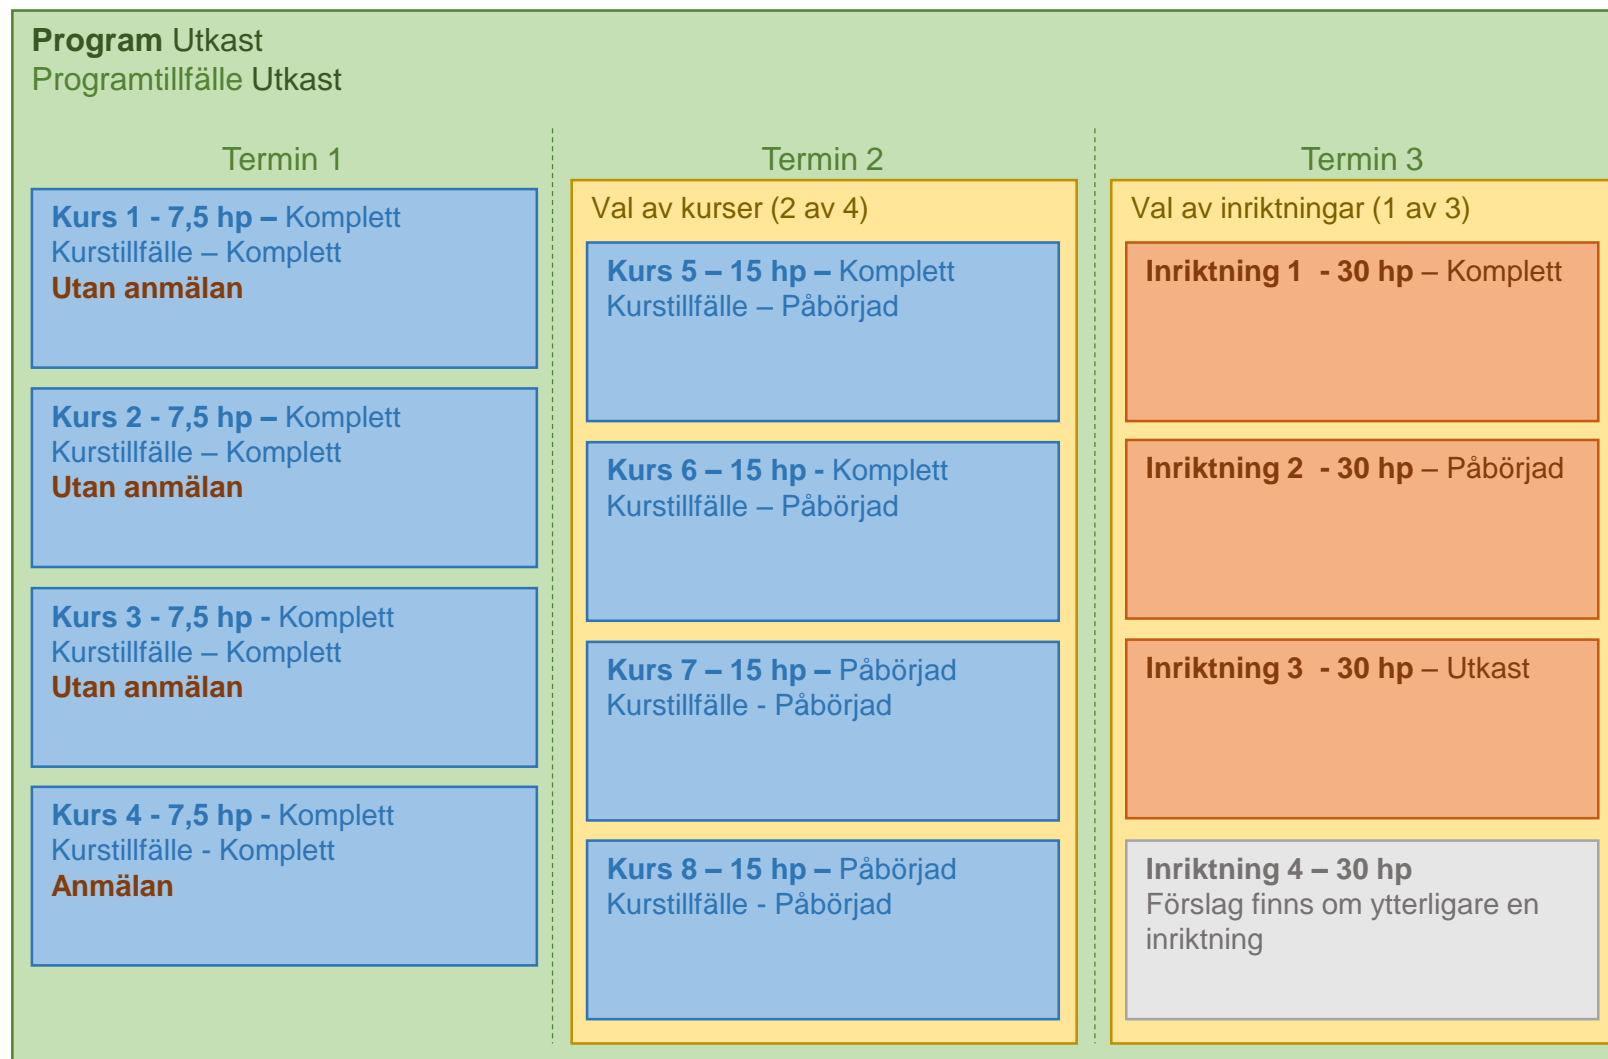 Program Utkast
Programtillfälle Utkast
Termin 1
Kurs 1 - 7,5 hp – Komplett
Kurstillfälle – Komplett
Utan anmälan
Kurs 2 - 7,5 hp – Komplett
Kurstillfälle – Komplett
Utan anmälan
Kurs 3 - 7,5 hp - Komplett
Kurstillfälle – Komplett
Utan anmälan
Kurs 4 - 7,5 hp - Komplett
Kurstillfälle - Komplett
Anmälan
Termin 2
Val av kurser (2 av 4)
Kurs 5 – 15 hp – Komplett
Kurstillfälle – Påbörjad
Kurs 6 – 15 hp - Komplett
Kurstillfälle – Påbörjad
Kurs 7 – 15 hp – Påbörjad
Kurstillfälle - Påbörjad
Kurs 8 – 15 hp – Påbörjad
Kurstillfälle - Påbörjad
Termin 3
Val av inriktningar (1 av 3)
Inriktning 1 - 30 hp – Komplett
Inriktning 2 - 30 hp – Påbörjad
Inriktning 3 - 30 hp – Utkast
Inriktning 4 – 30 hp
Förslag finns om ytterligare en
inriktning